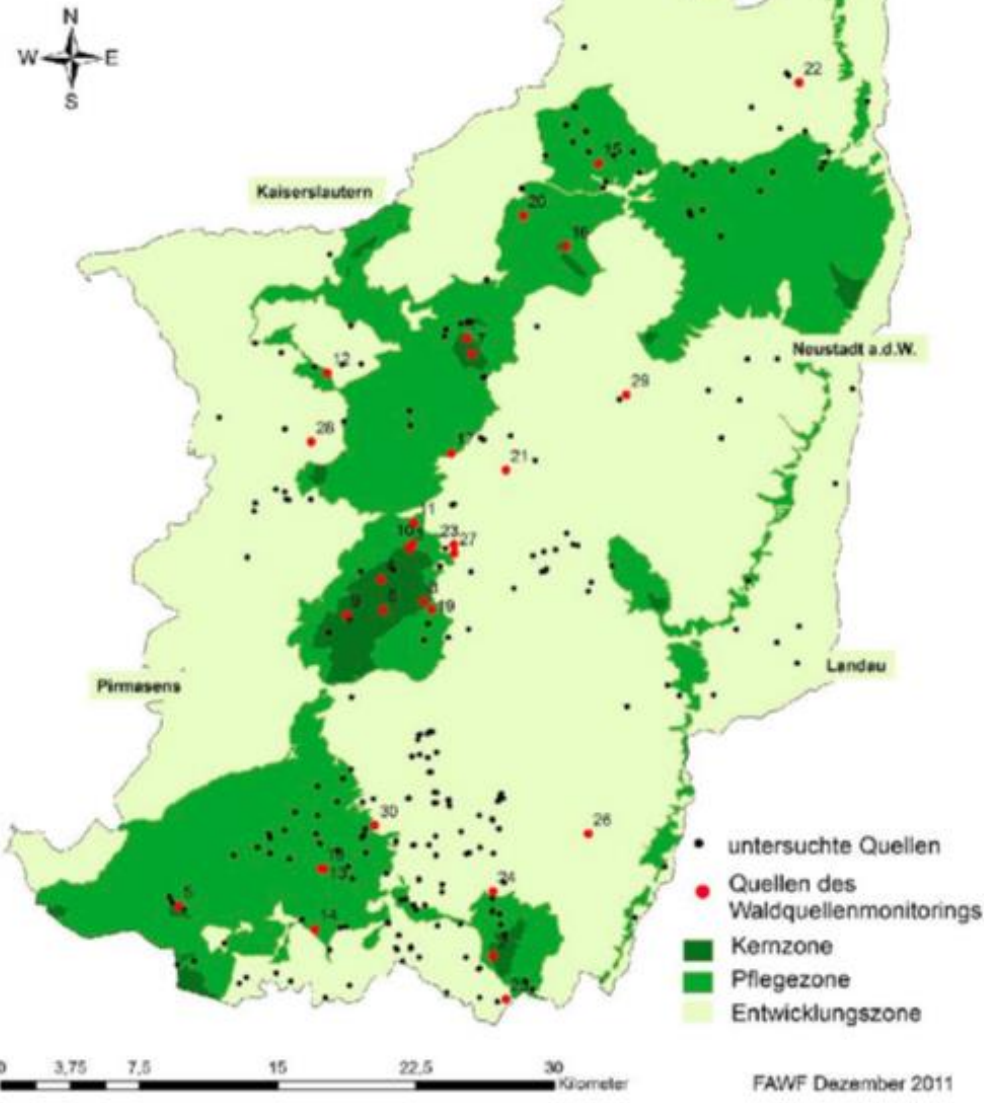 N
W E
S
22
15
Kaiserslautern
20
16
7
Neustadt a.d.W.
12
29
28
17
21
1
10 23
27
9
19
Pirmasens
Landau
30
26
untersuchte Quellen
13
24
Quellen des
Waldquellenmonitorings
5
14
Kernzone
Pflegezone
Entwicklungszone
0 3,75 7,5 15 22,5 30
Kilometer
FAWF Dezember 2011